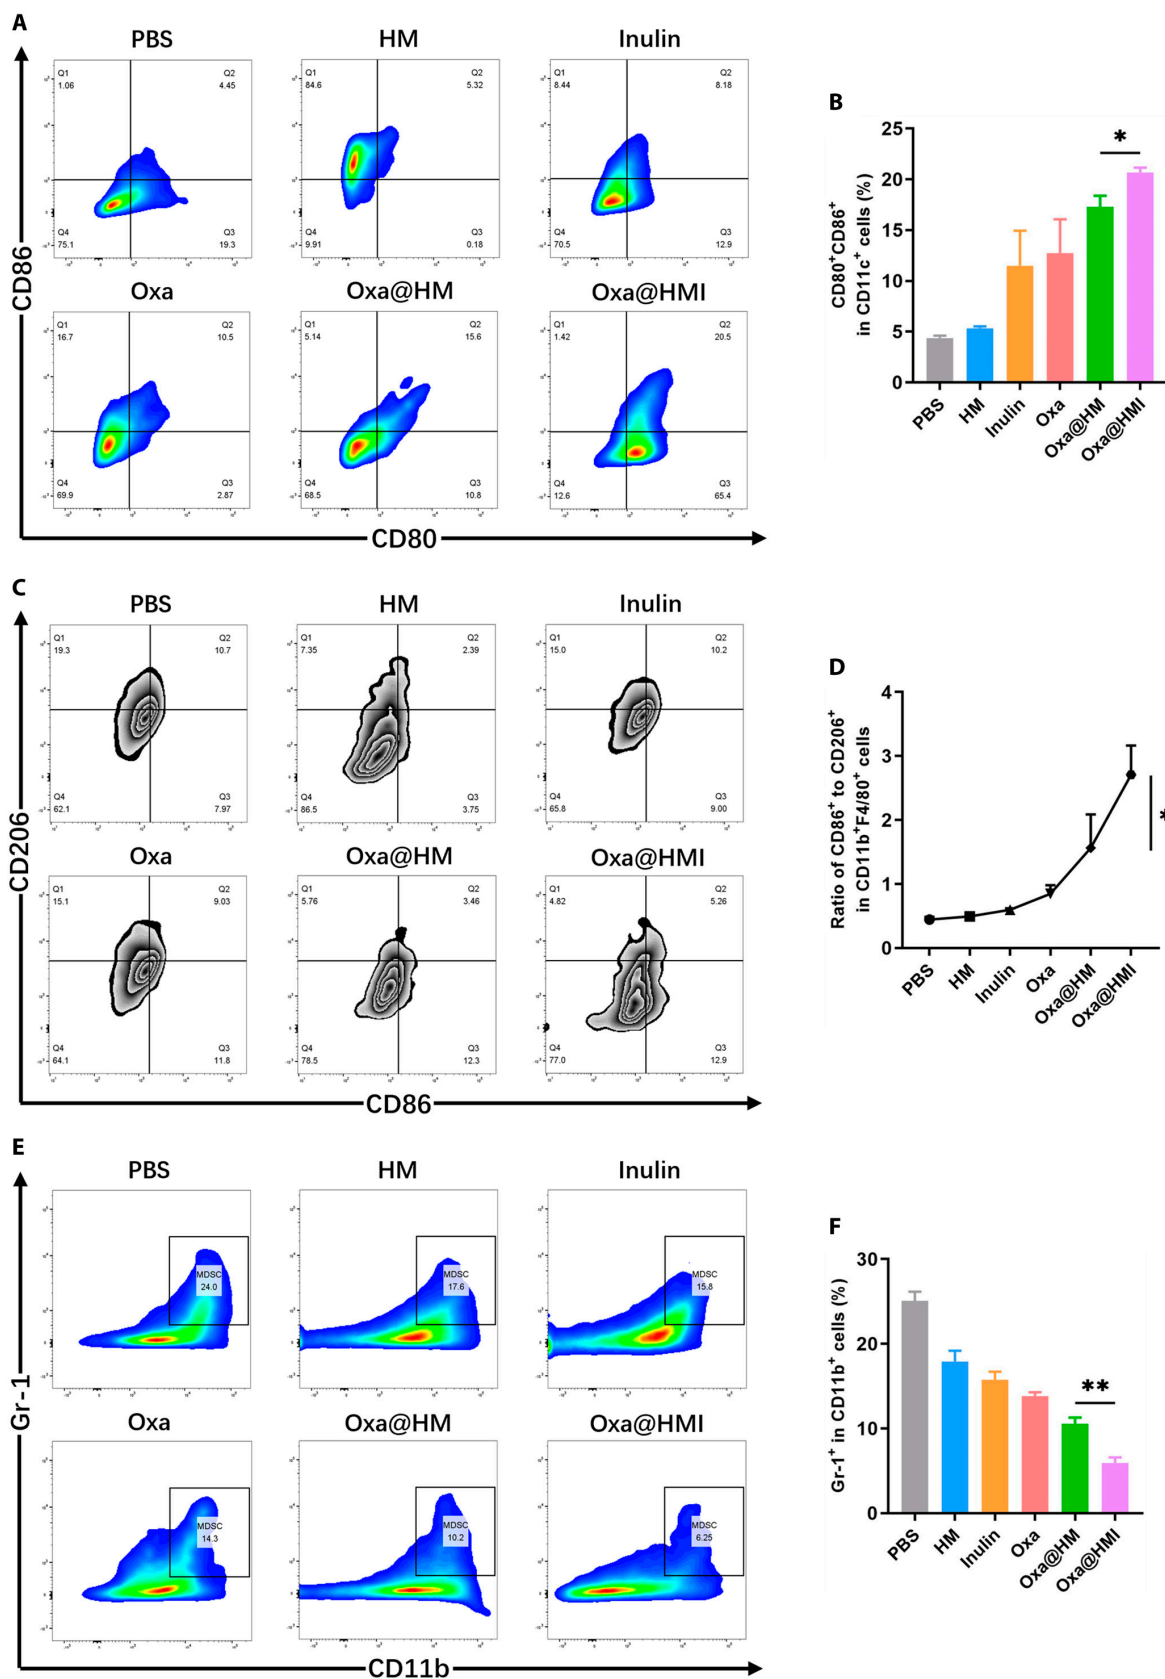 A
PBS
HM
Inulin
Q1
1.06
Q2
4.45
Q4
75.1
Q3
19.3
Q1
84.6
Q2
5.32
Q4
9.91
Q3
0.18
Q1
8.44
Q2
8.18
Q4
70.5
Q3
12.9
Oxa
Oxa@HM
Oxa@HMI
Q1
16.7
Q2
10.5
Q4
69.9
Q3
2.87
Q1
5.14
Q2
15.6
Q4
68.5
Q3
10.8
Q1
1.42
Q2
20.5
Q4
12.6
Q3
65.4
CD86
CD80
B
CD80+CD86+
in CD11c+ cells (%)
25
20
15
10
5
0
*
PBS
HM
Inulin
Oxa
Oxa@HM
Oxa@HMI
C
PBS
HM
Inulin
Q1
19.3
Q2
10.7
Q4
62.1
Q3
7.97
Q1
7.35
Q2
2.39
Q4
86.5
Q3
3.75
Q1
15.0
Q2
10.2
Q4
65.8
Q3
9.00
Oxa
Oxa@HM
Oxa@HMI
Q1
15.1
Q2
9.03
Q4
64.1
Q3
11.8
Q1
5.76
Q2
3.46
Q4
78.5
Q3
12.3
Q1
4.82
Q2
5.26
Q4
77.0
Q3
12.9
CD206
CD86
D
Ratio of CD86+ to CD206+
in CD11b+F4/80+ cells
4
3
2
1
0
*
PBS
HM
Inulin
Oxa
Oxa@HM
Oxa@HMI
E
PBS
HM
Inulin
MDSC
24.0
MDSC
17.6
MDSC
15.8
Oxa
Oxa@HM
Oxa@HMI
MDSC
14.3
MDSC
10.2
MDSC
6.25
Gr-1
CD11b
F
Gr-1+ in CD11b+ cells (%)
30
20
10
0
**
PBS
HM
Inulin
Oxa
Oxa@HM
Oxa@HMI